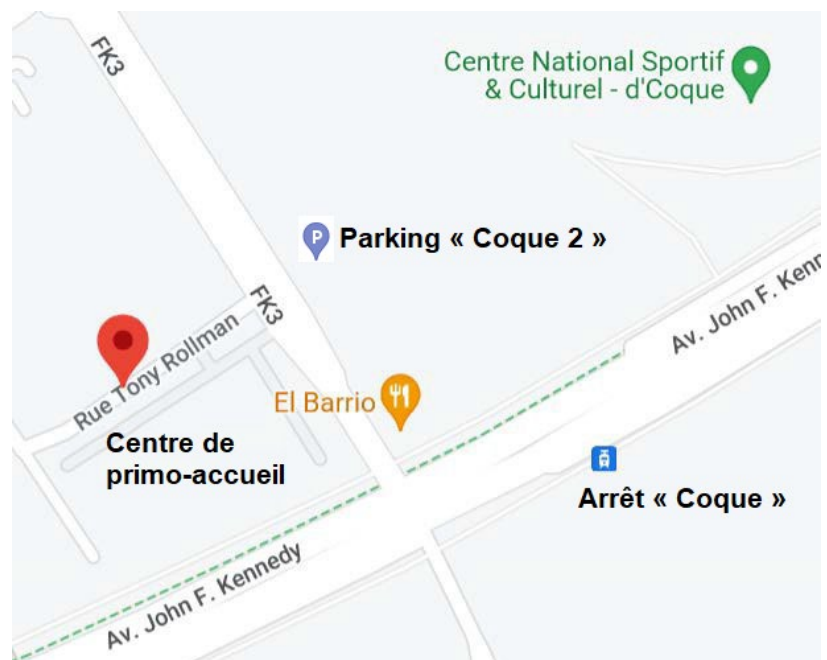 FK3
Centre National Sportif
& Culturel - d'Coque
P
Parking « Coque 2 »
FK3
Rue Tony Rollman
Av. John F. Kenn
El Barrio
Centre de
primo-accueil
Arrêt « Coque »
Av. John F. Kennedy